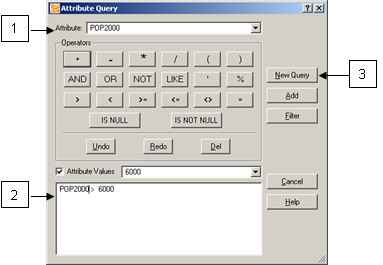 Attribute Query
1
Attribute: POP2000
Operators
+ - * / ( )
AND OR NOT LIKE ' %
New Query
3
> < >= <= <> =
Add
IS NULL IS NOT NULL
Filter
Undo Redo Del
Attribute Values 6000
Cancel
2
POP2000> 6000
Help